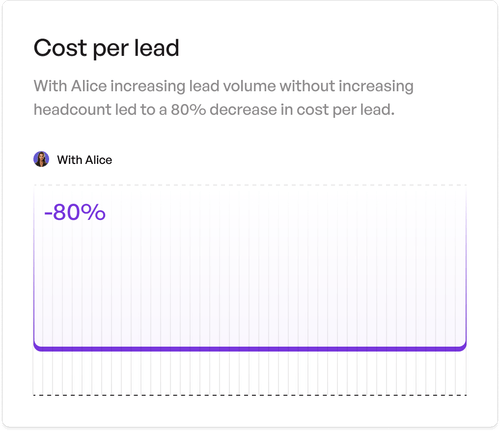 Cost per lead
With Alice increasing lead volume without increasing
headcount led to a 80% decrease in cost per lead.
With Alice
-80%